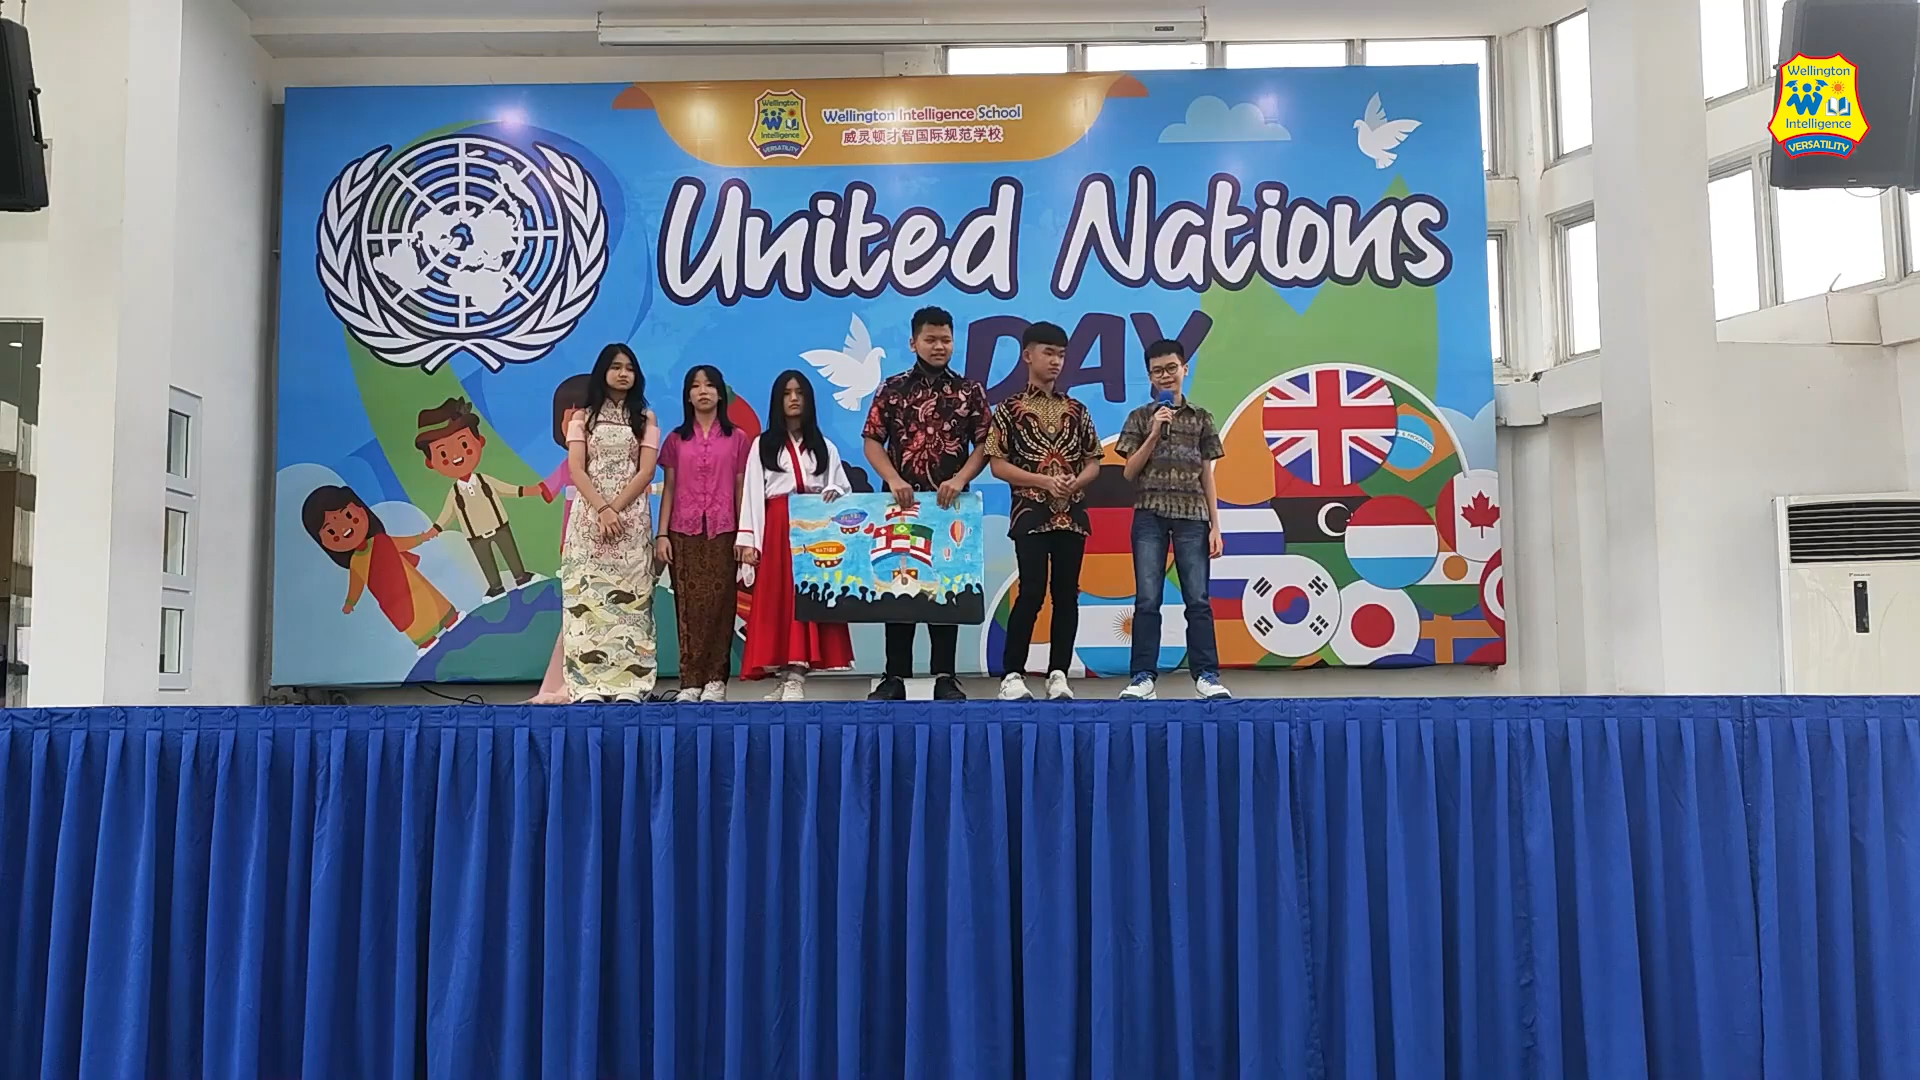 Wellington
Intelligence
VERSATILITY
Wellington Intelligence School
威灵顿才智国际规范学校
United Nations
DAY
NATION
Wellington
Intelligence
VERSATILITY